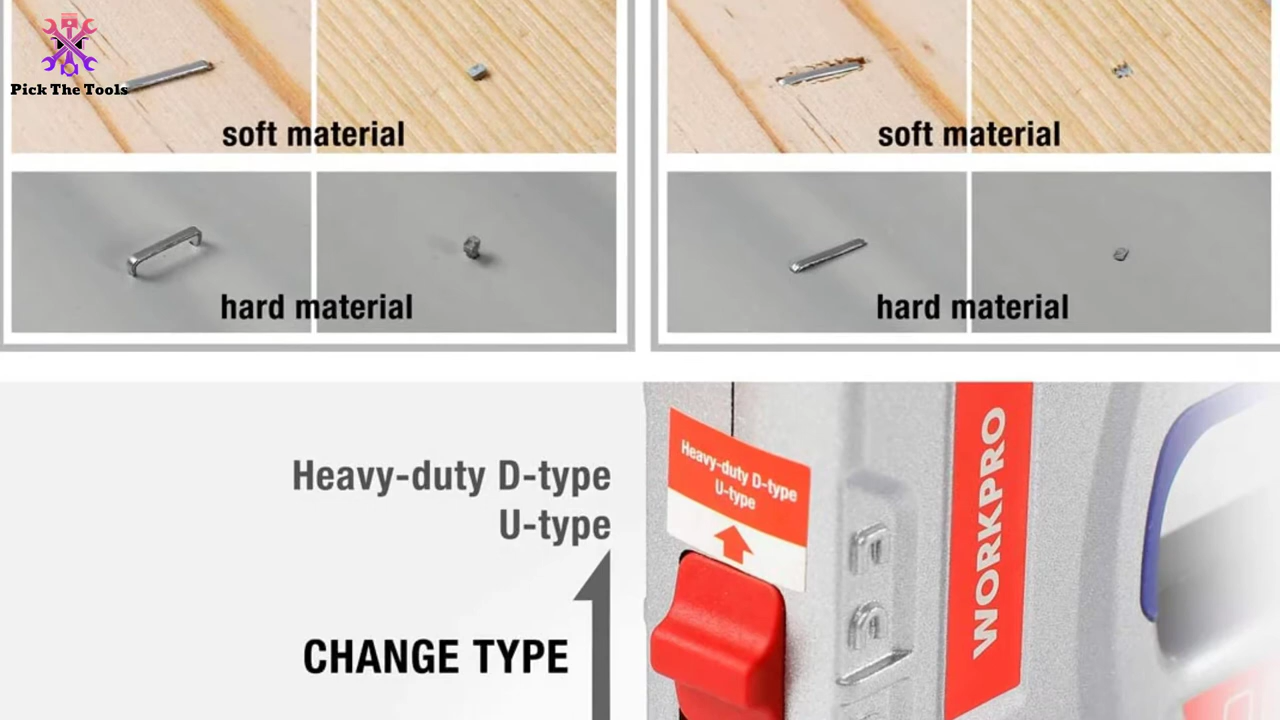 Pick The Tools
soft material
soft material
hard material
hard material
Heavy-duty D-type
U-type
CHANGE TYPE
Heavy-duty D-type
U-type
WORKPRO